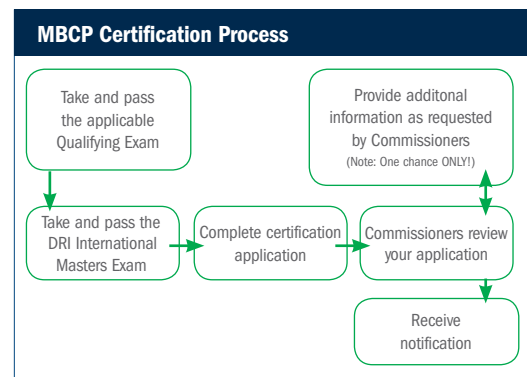 MBCP Certification Process
Take and pass
the applicable
Qualifying Exam
Take and pass the
DRI International
Masters Exam
Complete certification
application
Commissioners review
your application
Provide additonal
information as requested
by Commissioners
(Note: One chance ONLY!)
Receive
notification